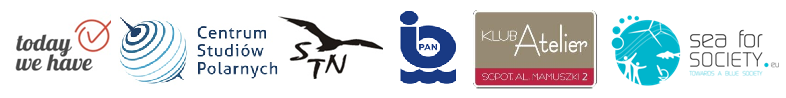 today
we have
Centrum
Studiów
Polarnych
STN
PAN
KLUB Atelier
SOPOT, AL. MAMUSZKI 2
sea for
SOCIETY.eu
TOWARDS A BLUE SOCIETY